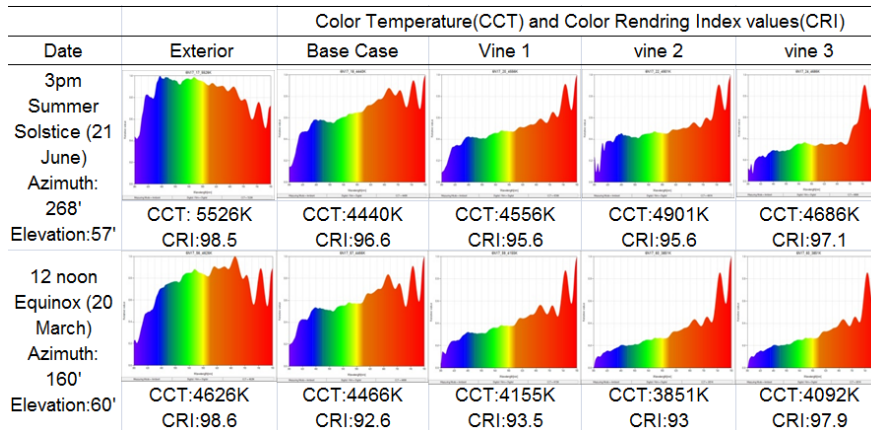 Color Temperature(CCT) and Color Rendring Index values(CRI)
Date Exterior Base Case Vine 1 vine 2 vine 3
3pm
Summer
Solstice (21
June)
Azimuth:
268'
Elevation:57'
CCT: 5526K CCT:4440K CCT:4556K CCT:4901K CCT:4686K
CRI:98.5 CRI:96.6 CRI:95.6 CRI:95.6 CRI:97.1
12 noon
Equinox (20
March)
Azimuth:
160'
Elevation:60'
CCT:4626K CCT:4466K CCT:4155K CCT:3851K CCT:4092K
CRI:98.6 CRI:92.6 CRI:93.5 CRI:93 CRI:97.9